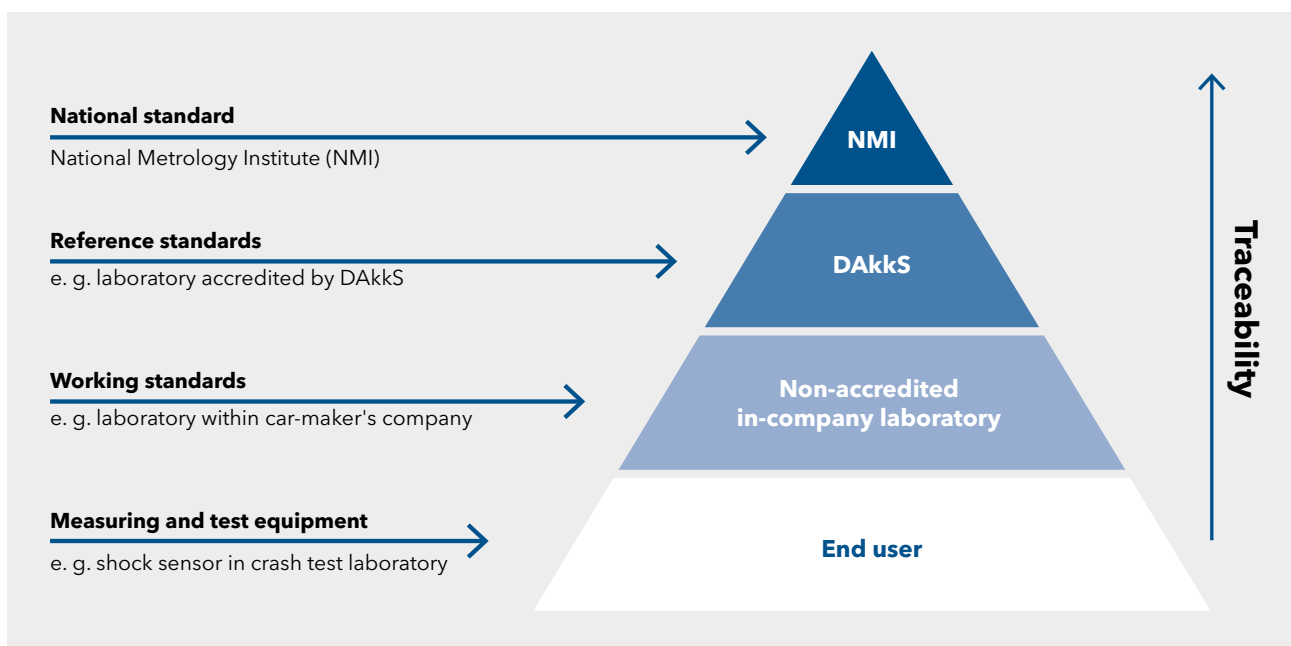 National standard
National Metrology Institute (NMI)
NMI
Reference standards
e. g. laboratory accredited by DAkkS
DAkkS
Working standards
e. g. laboratory within car-maker's company
Non-accredited
in-company laboratory
Measuring and test equipment
e. g. shock sensor in crash test laboratory
End user
Traceability